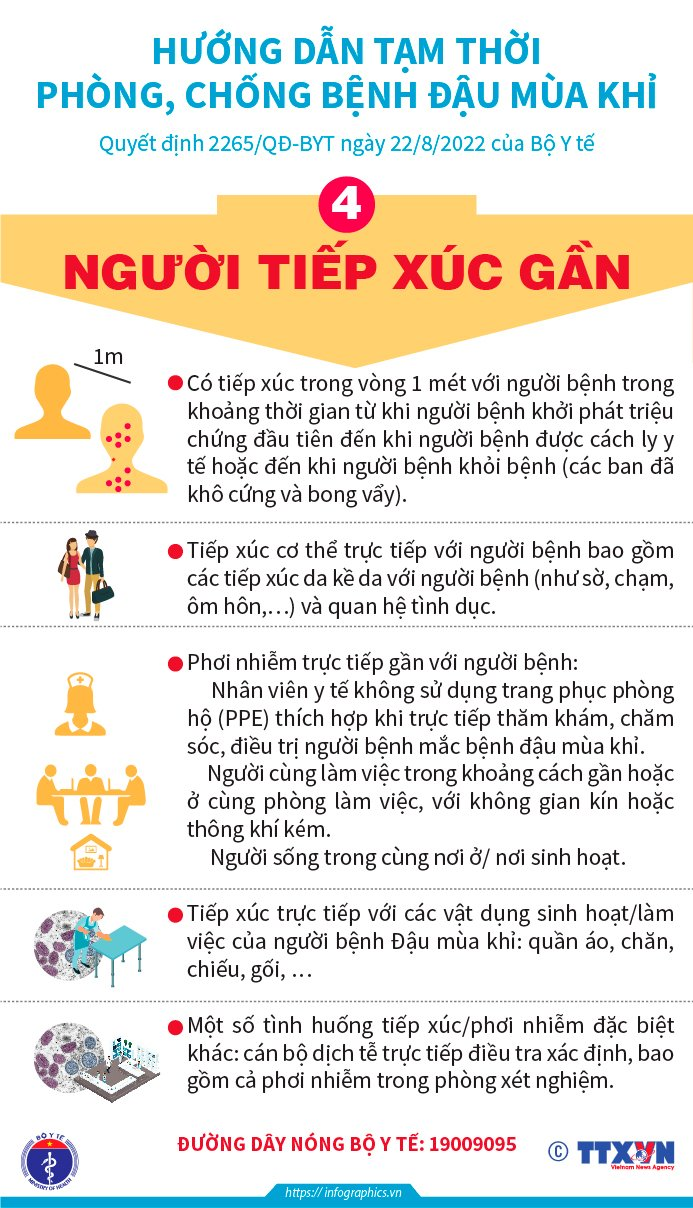 HƯỚNG DẪN TẠM THỜI
PHÒNG, CHỐNG BỆNH ĐẬU MÙA KHỈ
Quyết định 2265/QĐ-BYT ngày 22/8/2022 của Bộ Y tế
4
NGƯỜI TIẾP XÚC GẦN
1m
Có tiếp xúc trong vòng 1 mét với người bệnh trong
khoảng thời gian từ khi người bệnh khởi phát triệu
chứng đầu tiên đến khi người bệnh được cách ly y
tế hoặc đến khi người bệnh khỏi bệnh (các ban đã
khô cứng và bong vẩy).
Tiếp xúc cơ thể trực tiếp với người bệnh bao gồm
các tiếp xúc da kề da với người bệnh (như sờ, chạm,
ôm hôn,…) và quan hệ tình dục.
Phơi nhiễm trực tiếp gần với người bệnh:
Nhân viên y tế không sử dụng trang phục phòng
hộ (PPE) thích hợp khi trực tiếp thăm khám, chăm
sóc, điều trị người bệnh mắc bệnh đậu mùa khỉ.
Người cùng làm việc trong khoảng cách gần hoặc
ở cùng phòng làm việc, với không gian kín hoặc
thông khí kém.
Người sống trong cùng nơi ở/ nơi sinh hoạt.
Tiếp xúc trực tiếp với các vật dụng sinh hoạt/làm
việc của người bệnh Đậu mùa khỉ: quần áo, chăn,
chiếu, gối, …
Một số tình huống tiếp xúc/phơi nhiễm đặc biệt
khác: cán bộ dịch tễ trực tiếp điều tra xác định, bao
gồm cả phơi nhiễm trong phòng xét nghiệm.
BỘ Y TẾ
MINISTRY OF HEALTH
ĐƯỜNG DÂY NÓNG BỘ Y TẾ: 19009095
© TTXVN
Vietnam News Agency
https://infographics.vn